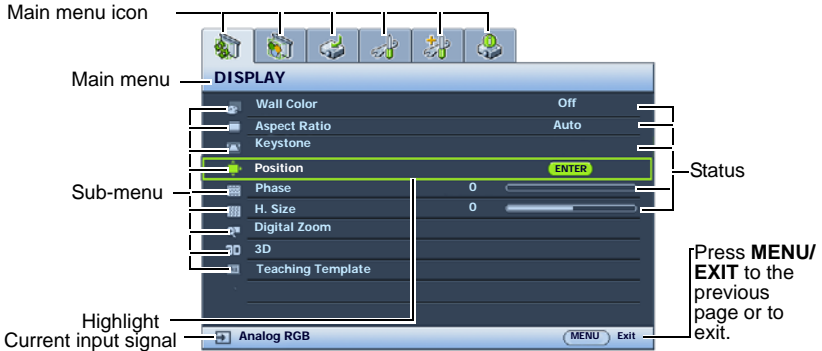 Main menu icon
Main menu
DISPLAY
Wall Color Off
Aspect Ratio Auto
Keystone
Position ENTER
Status
Sub-menu
Phase 0
H. Size 0
Digital Zoom
3D
3D
Teaching Template
Press MENU/
EXIT to the
previous
page or to
exit.
Highlight
Current input signal
Analog RGB
MENU Exit